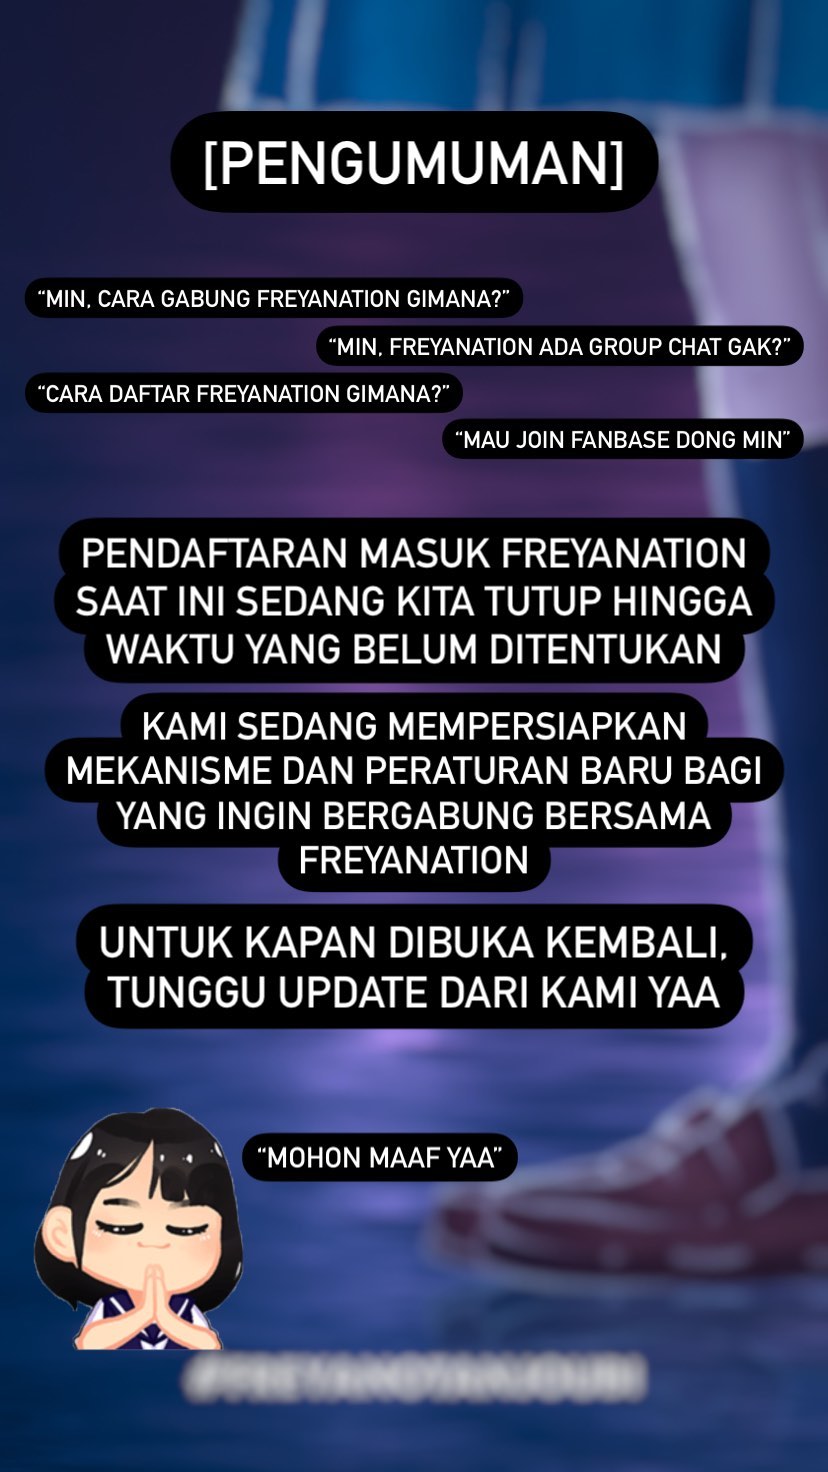 [PENGUMUMAN]
“MIN, CARA GABUNG FREYANATION GIMANA?”
“MIN, FREYANATION ADA GROUP CHAT GAK?”
“CARA DAFTAR FREYANATION GIMANA?”
“MAU JOIN FANBASE DONG MIN”
PENDAFTARAN MASUK FREYANATION
SAAT INI SEDANG KITA TUTUP HINGGA
WAKTU YANG BELUM DITENTUKAN
KAMI SEDANG MEMPERSIAPKAN
MEKANISME DAN PERATURAN BARU BAGI
YANG INGIN BERGABUNG BERSAMA
FREYANATION
UNTUK KAPAN DIBUKA KEMBALI,
TUNGGU UPDATE DARI KAMI YAA
“MOHON MAAF YAA”